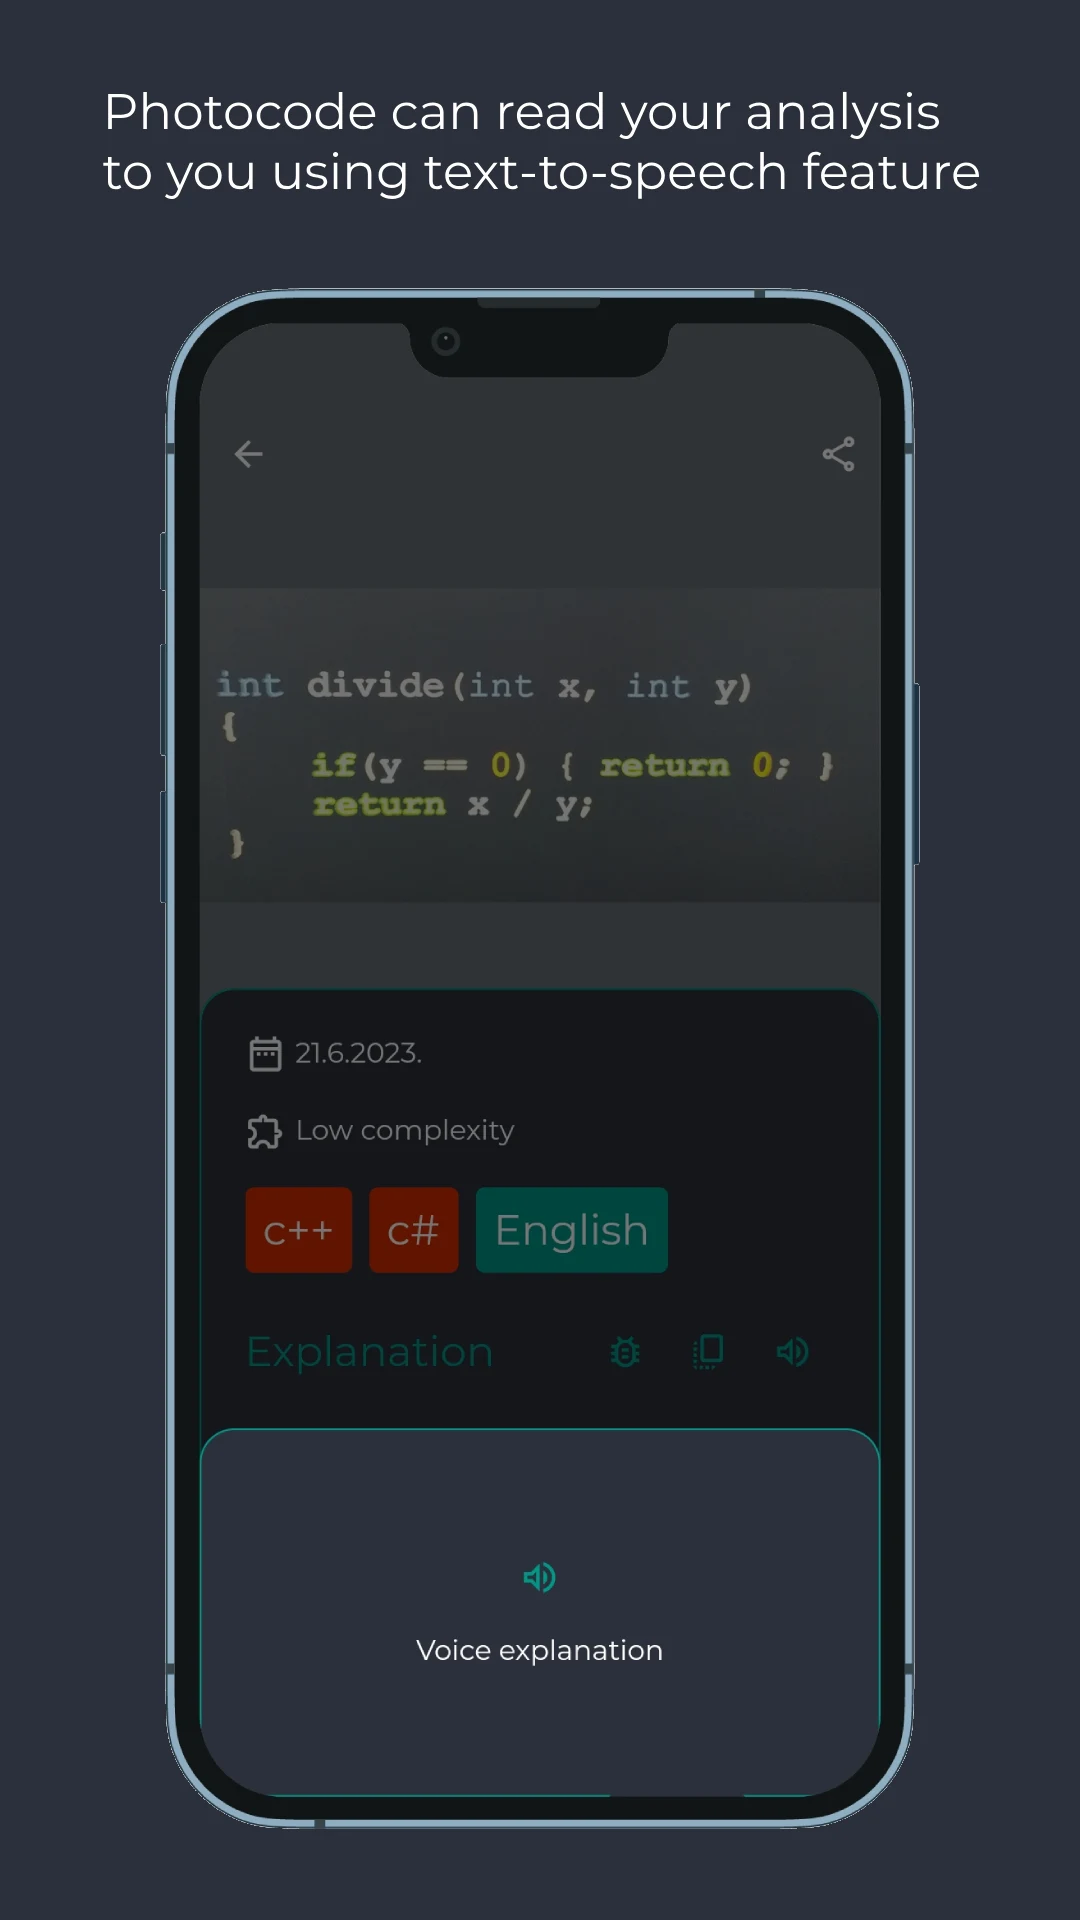 Photocode can read your analysis
to you using text-to-speech feature
int divide(int x, int y)
{
if(y == 0) { return 0; }
return x / y;
}
21.6.2023.
Low complexity
c++ c# English
Explanation
Voice explanation